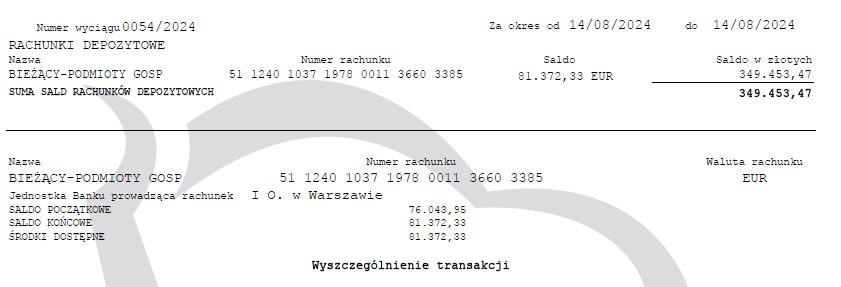 Numer wyciągu 0054/2024 Za okres od 14/08/2024 do 14/08/2024
RACHUNKI DEPOZYTOWE
Nazwa Numer rachunku Saldo Saldo w złotych
BIEŻĄCY-PODMIOTY GOSP 51 1240 1037 1978 0011 3660 3385 81.372,33 EUR 349.453,47
SUMA SALD RACHUNKÓW DEPOZYTOWYCH 349.453,47
Nazwa Numer rachunku Waluta rachunku
BIEŻĄCY-PODMIOTY GOSP 51 1240 1037 1978 0011 3660 3385 EUR
Jednostka Banku prowadząca rachunek I O. w Warszawie
SALDO POCZĄTKOWE 76.043,95
SALDO KOŃCOWE 81.372,33
ŚRODKI DOSTĘPNE 81.372,33
Wyszczególnienie transakcji